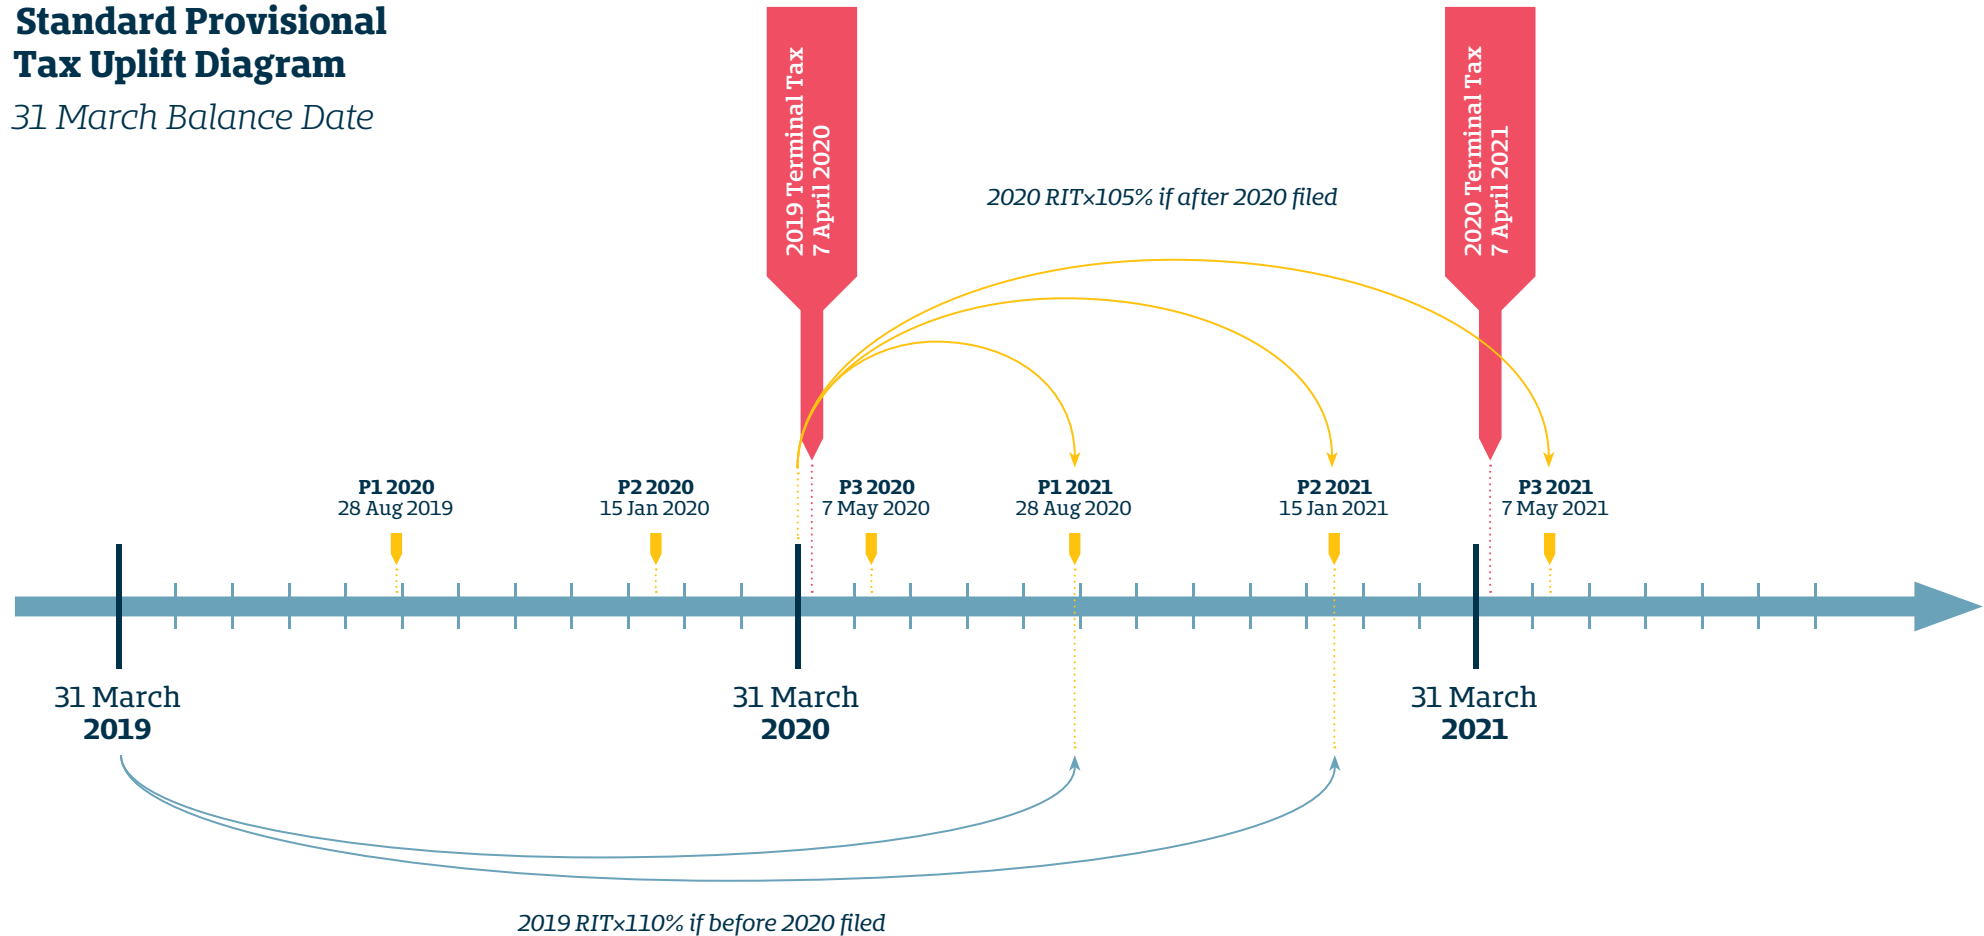 Standard Provisional
Tax Uplift Diagram
31 March Balance Date
2019 Terminal Tax
7 April 2020
2020 Terminal Tax
7 April 2021
2020 RIT×105% if after 2020 filed
P1 2020
28 Aug 2019
P2 2020
15 Jan 2020
P3 2020
7 May 2020
P1 2021
28 Aug 2020
P2 2021
15 Jan 2021
P3 2021
7 May 2021
31 March
2019
31 March
2020
31 March
2021
2019 RIT×110% if before 2020 filed